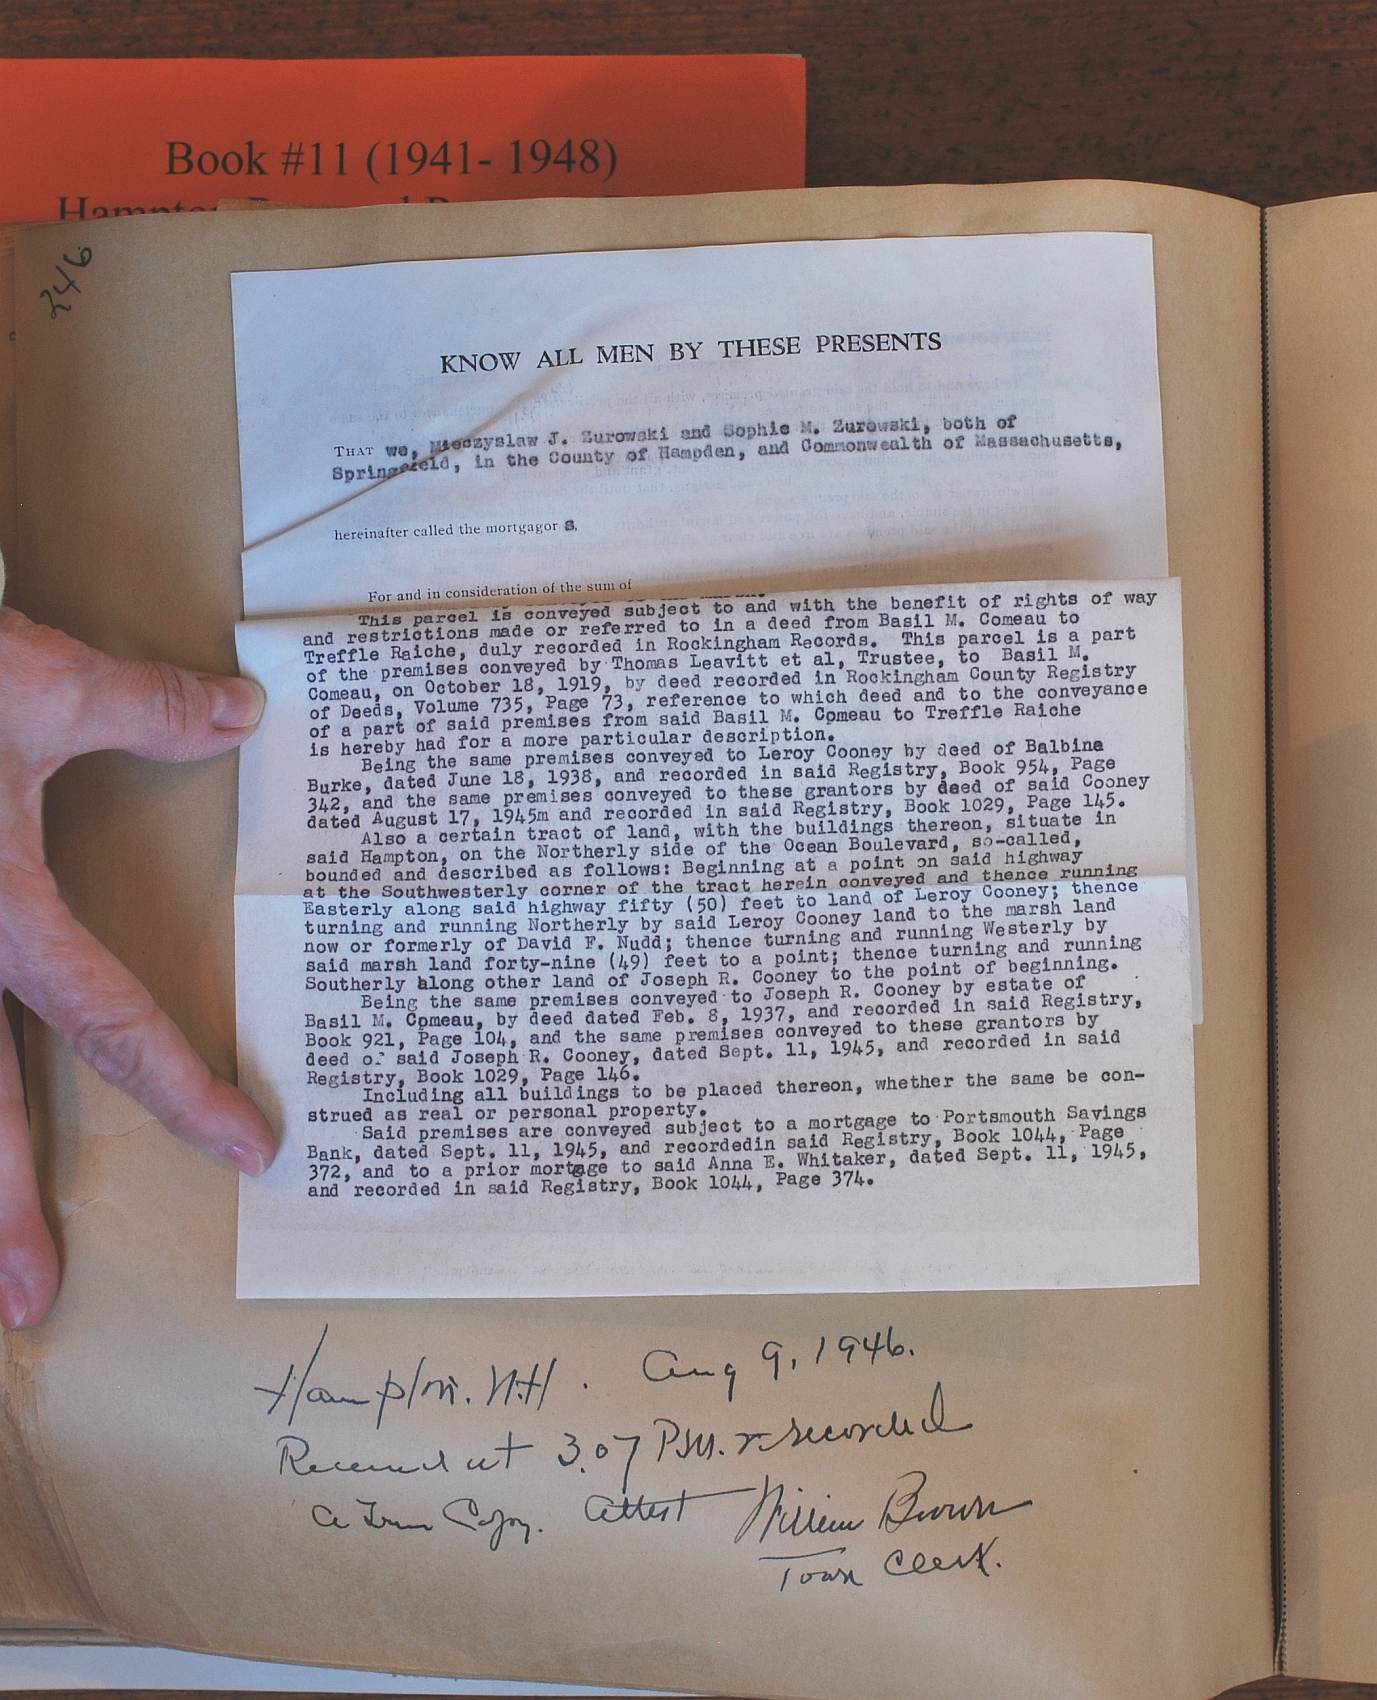 Book #11 (1941- 1948)
246
KNOW ALL MEN BY THESE PRESENTS
THAT we, Mieczyslaw J. Zurowski and Sophie M. Zurowski, both of
Springfield, in the County of Hampden, and Commonwealth of Massachusetts,
hereinafter called the mortgagor s,
For and in consideration of the sum of
This parcel is conveyed subject to and with the benefit of rights of way
and restrictions made or referred to in a deed from Basil M. Comeau to
Treffle Raiche, duly recorded in Rockingham Records. This parcel is a part
of the premises conveyed by Thomas Leavitt et al, Trustee, to Basil M.
Comeau, on October 18, 1919, by deed recorded in Rockingham County Registry
of Deeds, Volume 735, Page 73, reference to which deed and to the conveyance
of a part of said premises from said Basil M. Comeau to Treffle Raiche
is hereby had for a more particular description.
Being the same premises conveyed to Leroy Cooney by deed of Balbina
Burke, dated June 18, 1938, and recorded in said Registry, Book 954, Page
342, and the same premises conveyed to these grantors by deed of said Cooney
dated August 17, 1945m and recorded in said Registry, Book 1029, Page 145.
Also a certain tract of land, with the buildings thereon, situate in
said Hampton, on the Northerly side of the Ocean Boulevard, so-called,
bounded and described as follows: Beginning at a point on said highway
at the Southwesterly corner of the tract herein conveyed and thence running
Easterly along said highway fifty (50) feet to land of Leroy Cooney; thence
turning and running Northerly by said Leroy Cooney land to the marsh land
now or formerly of David F. Nudd; thence turning and running Westerly by
said marsh land forty-nine (49) feet to a point; thence turning and running
Southerly along other land of Joseph R. Cooney to the point of beginning.
Being the same premises conveyed to Joseph R. Cooney by estate of
Basil M. Comeau, by deed dated Feb. 8, 1937, and recorded in said Registry,
Book 921, Page 104, and the same premises conveyed to these grantors by
deed of said Joseph R. Cooney, dated Sept. 11, 1945, and recorded in said
Registry, Book 1029, Page 146.
Including all buildings to be placed thereon, whether the same be con-
strued as real or personal property.
Said premises are conveyed subject to a mortgage to Portsmouth Savings
Bank, dated Sept. 11, 1945, and recordedin said Registry, Book 1044, Page
372, and to a prior mortgage to said Anna E. Whitaker, dated Sept. 11, 1945,
and recorded in said Registry, Book 1044, Page 374.
Hampton. N.H. Aug 9, 1946.
Received at 3.07 P.M. & recorded
A True Copy. Attest William Brown
Town Clerk.